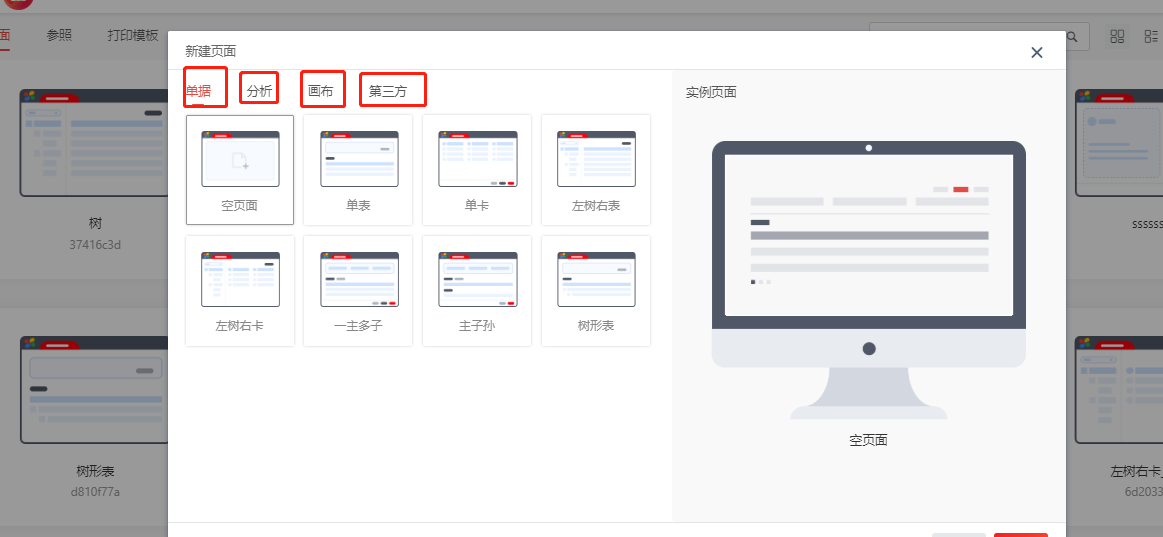 面 参照 打印模板
新建页面
单据 分析 画布 第三方
实例页面
空页面 单表 单卡 左树右表
左树右卡 一主多子 主子孙 树形表
空页面
树
37416c3d
树形表
d810f77a
ssssss
左树右卡_
6d2033